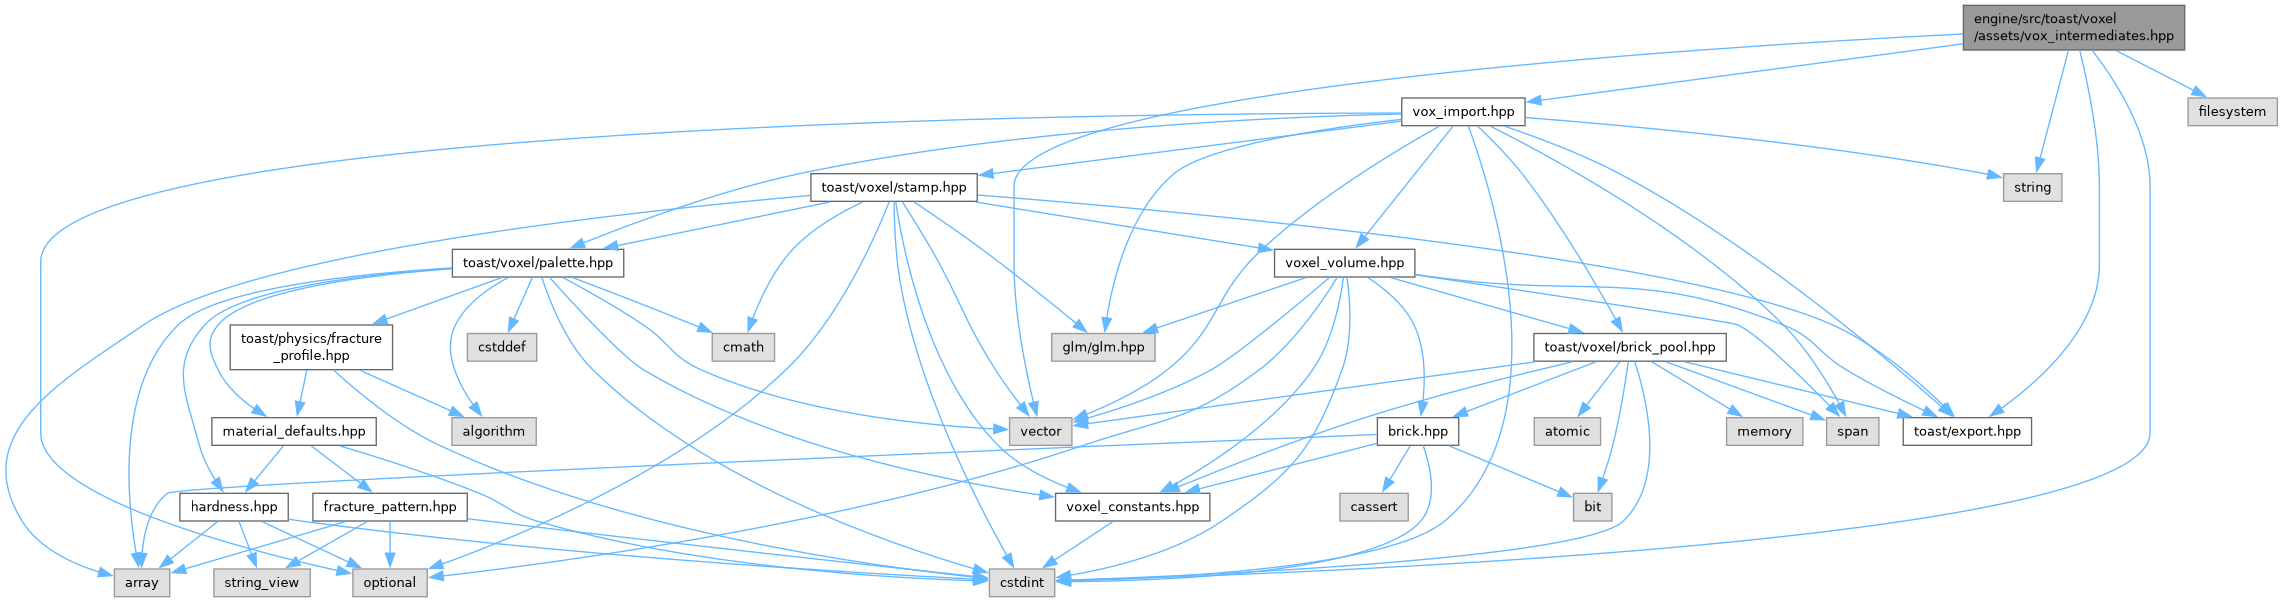 engine/src/toast/voxel
/assets/vox_intermediates.hpp
vox_import.hpp
filesystem
toast/voxel/stamp.hpp
string
toast/voxel/palette.hpp
voxel_volume.hpp
toast/physics/fracture
_profile.hpp
cstddef
cmath
glm/glm.hpp
toast/voxel/brick_pool.hpp
material_defaults.hpp
algorithm
vector
brick.hpp
atomic
memory
span
toast/export.hpp
hardness.hpp
fracture_pattern.hpp
voxel_constants.hpp
cassert
bit
array
string_view
optional
cstdint